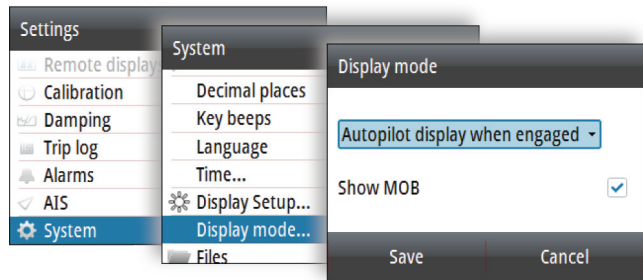 Settings
Remote display
Calibration
Damping
Trip log
Alarms
AIS
System
System
Decimal places
Key beeps
Language
Time...
Display Setup...
Display mode...
Files
Display mode
Autopilot display when engaged
Show MOB
Save
Cancel